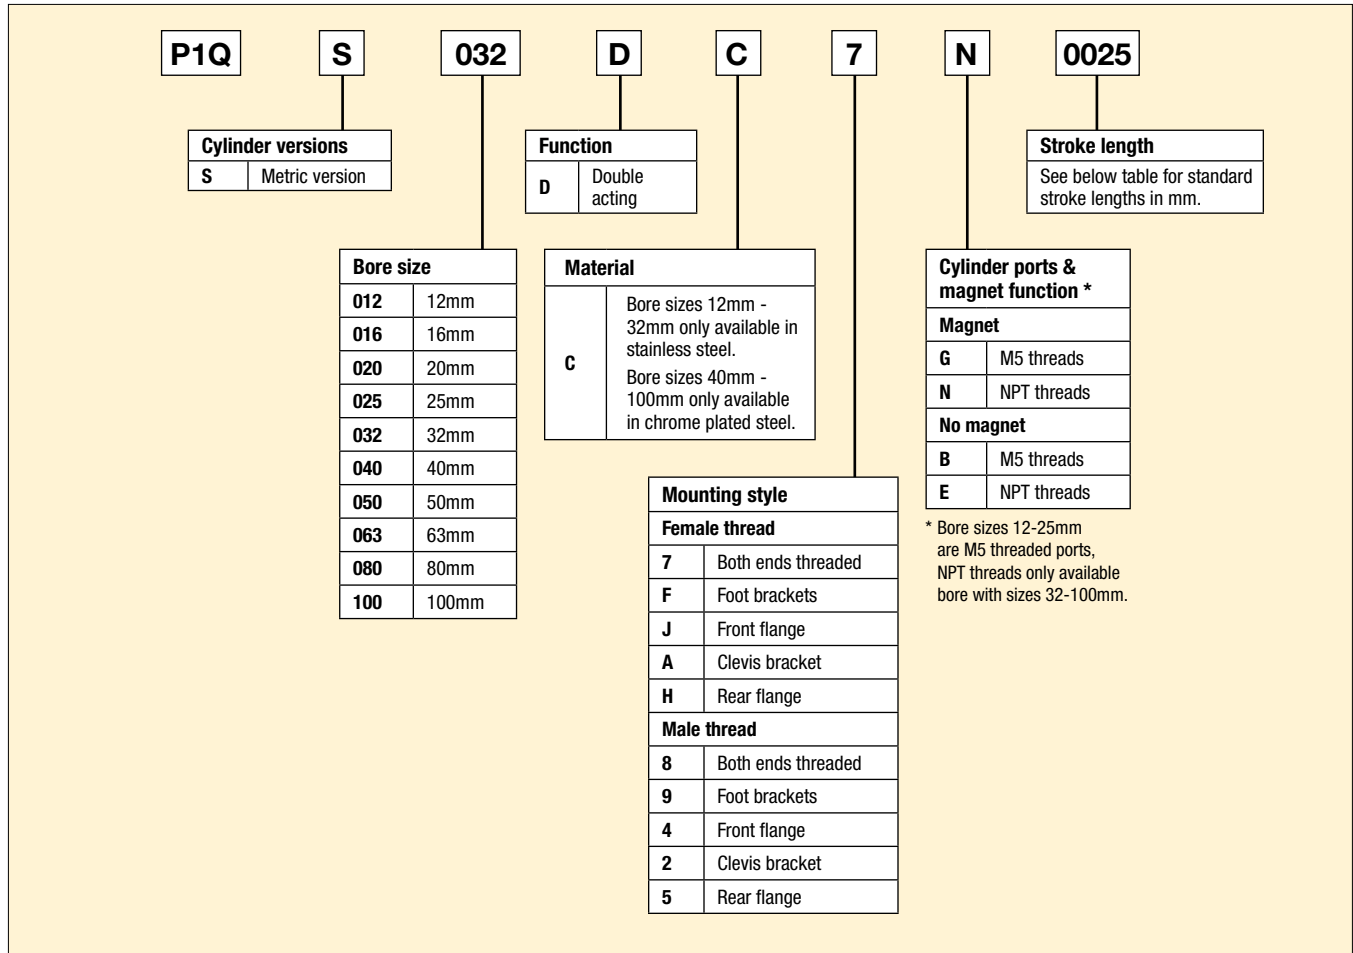 P1Q S 032 D C 7 N 0025
Cylinder versions
S Metric version
Function
D Double
acting
Stroke length
See below table for standard
stroke lengths in mm.
Bore size
012 12mm
016 16mm
020 20mm
025 25mm
032 32mm
040 40mm
050 50mm
063 63mm
080 80mm
100 100mm
Material
C
Bore sizes 12mm -
32mm only available in
stainless steel.
Bore sizes 40mm -
100mm only available
in chrome plated steel.
Cylinder ports &
magnet function *
Magnet
G M5 threads
N NPT threads
No magnet
B M5 threads
E NPT threads
* Bore sizes 12-25mm
are M5 threaded ports,
NPT threads only available
bore with sizes 32-100mm.
Mounting style
Female thread
7 Both ends threaded
F Foot brackets
J Front flange
A Clevis bracket
H Rear flange
Male thread
8 Both ends threaded
9 Foot brackets
4 Front flange
2 Clevis bracket
5 Rear flange